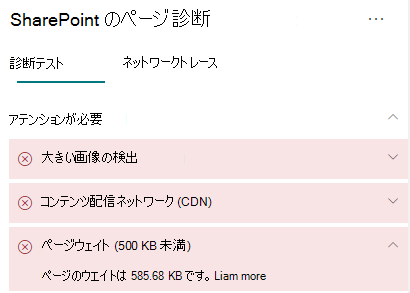 SharePoint のページ診断
診断テスト
ネットワークトレース
アテンションが必要
大きい画像の検出
コンテンツ配信ネットワーク (CDN)
ページウェイト (500 KB 未満)
ページのウエイトは 585.68 KBです。Liam more